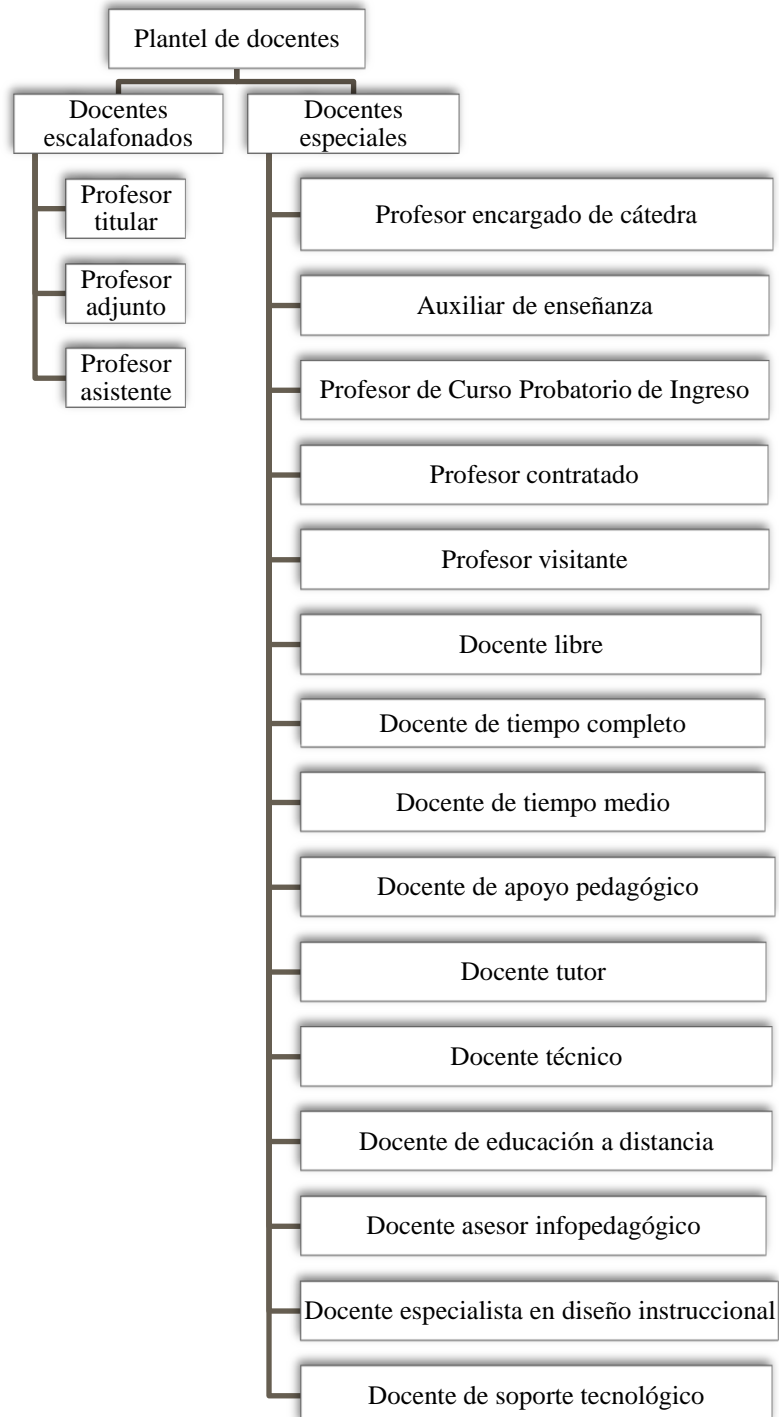 Plantel de docentes
Docentes
escalafonados
Profesor
titular
Profesor
adjunto
Profesor
asistente
Docentes
especiales
Profesor encargado de cátedra
Auxiliar de enseñanza
Profesor de Curso Probatorio de Ingreso
Profesor contratado
Profesor visitante
Docente libre
Docente de tiempo completo
Docente de tiempo medio
Docente de apoyo pedagógico
Docente tutor
Docente técnico
Docente de educación a distancia
Docente asesor infopedagógico
Docente especialista en diseño instruccional
Docente de soporte tecnológico